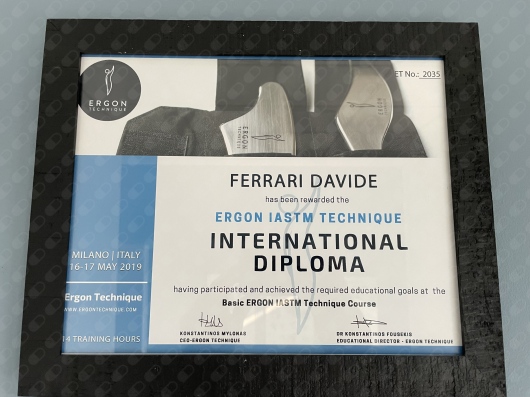 ERGON
TECHNIQUE
ET No.: 2035
ERGON
TECHNIQUE
FERRARI DAVIDE
has been rewarded the
ERGON IASTM TECHNIQUE
INTERNATIONAL
DIPLOMA
having participated and achieved the required educational goals at the
Basic ERGON IASTM Technique Course
MILANO | ITALY
16-17 MAY 2019
Ergon Technique
WWW.ERGONTECHNIQUE.COM
14 TRAINING HOURS
KONSTANTINOS MYLONAS
CEO-ERGON TECHNIQUE
DR KONSTANTINOS FOUSEKIS
EDUCATIONAL DIRECTOR - ERGON TECHNIQUE